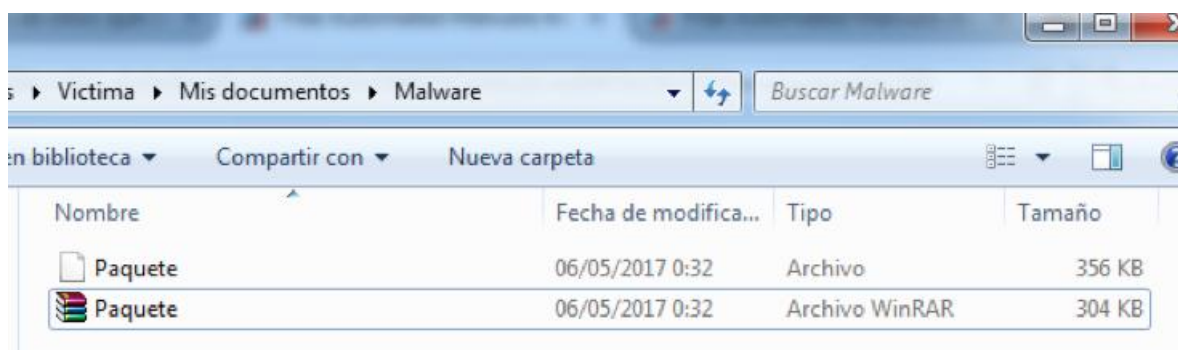 s ▸ Victima ▸ Mis documentos ▸ Malware Buscar Malware
en biblioteca Compartir con Nueva carpeta
Nombre Fecha de modifica... Tipo Tamaño
Paquete 06/05/2017 0:32 Archivo 356 KB
Paquete 06/05/2017 0:32 Archivo WinRAR 304 KB